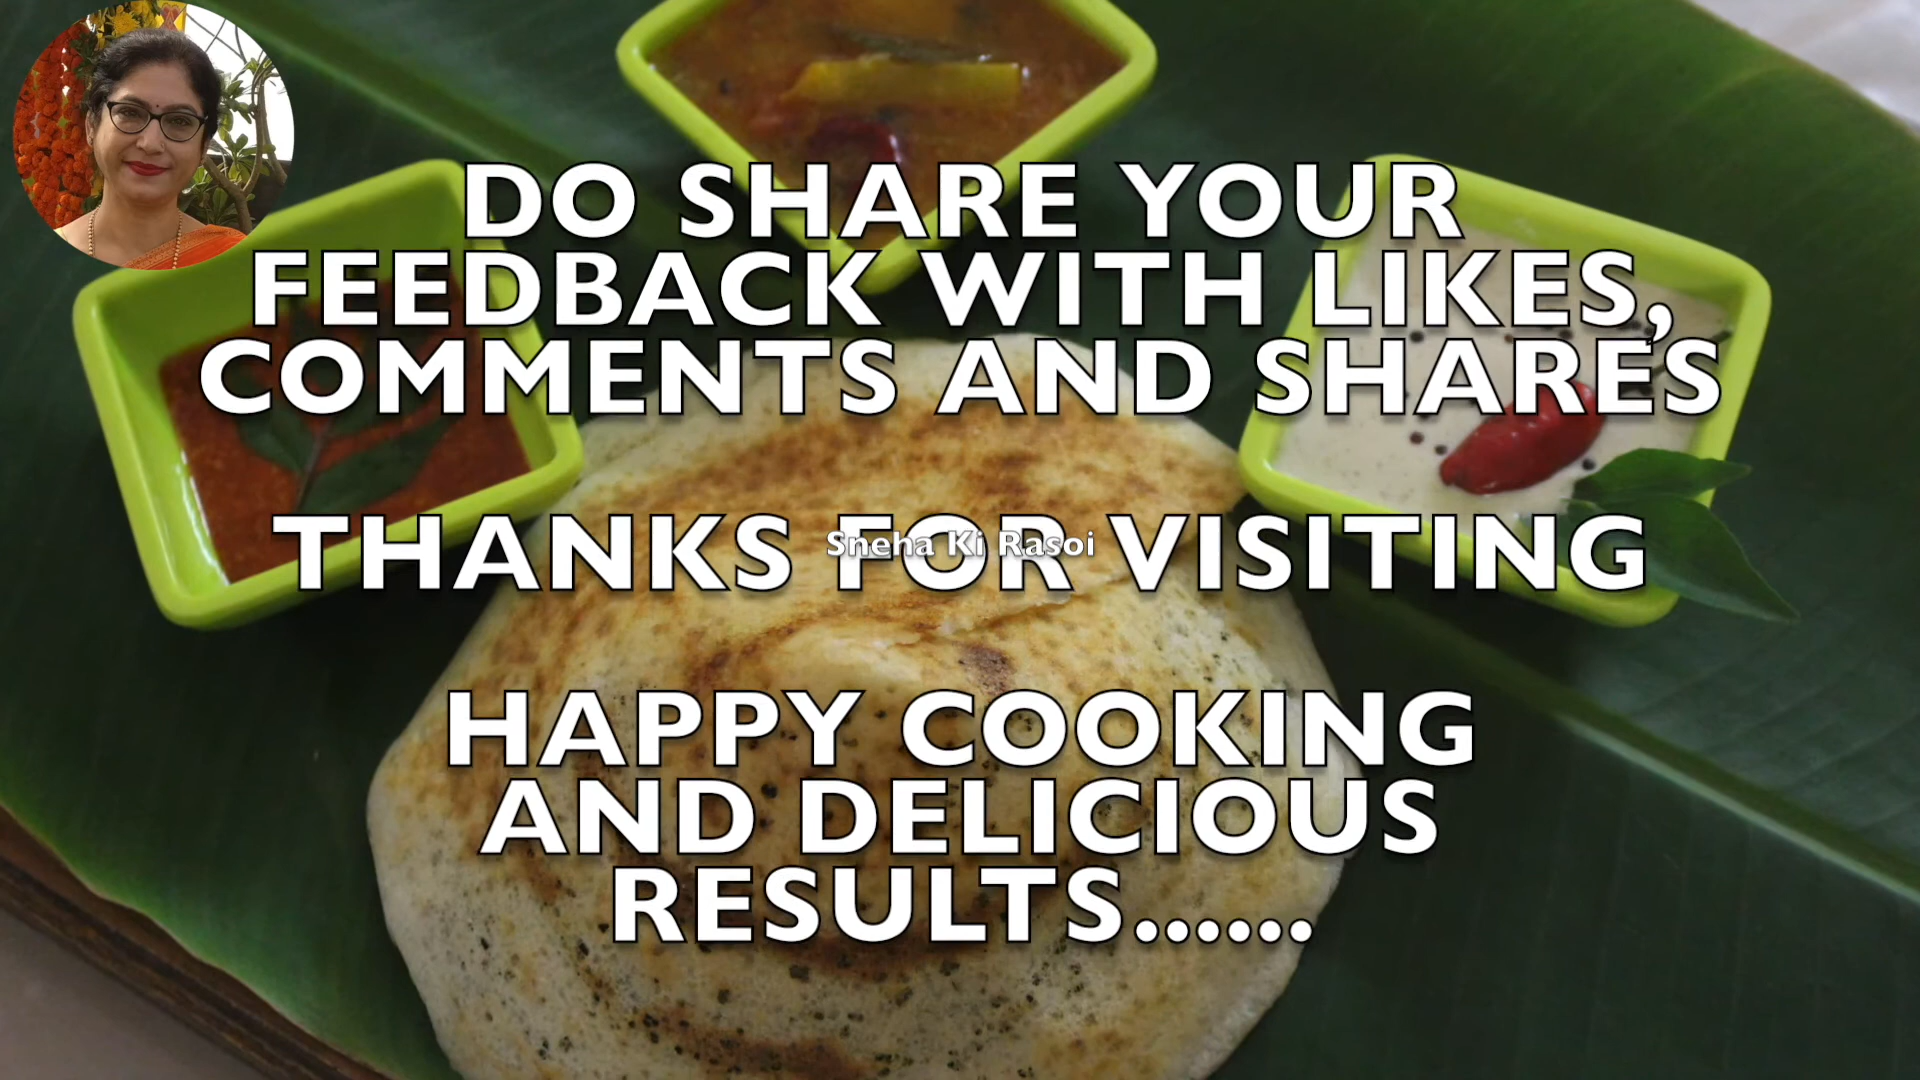 DO SHARE YOUR
FEEDBACK WITH LIKES,
COMMENTS AND SHARES
THANKS FOR VISITING
Sneha Ki Rasoi
HAPPY COOKING
AND DELICIOUS
RESULTS......